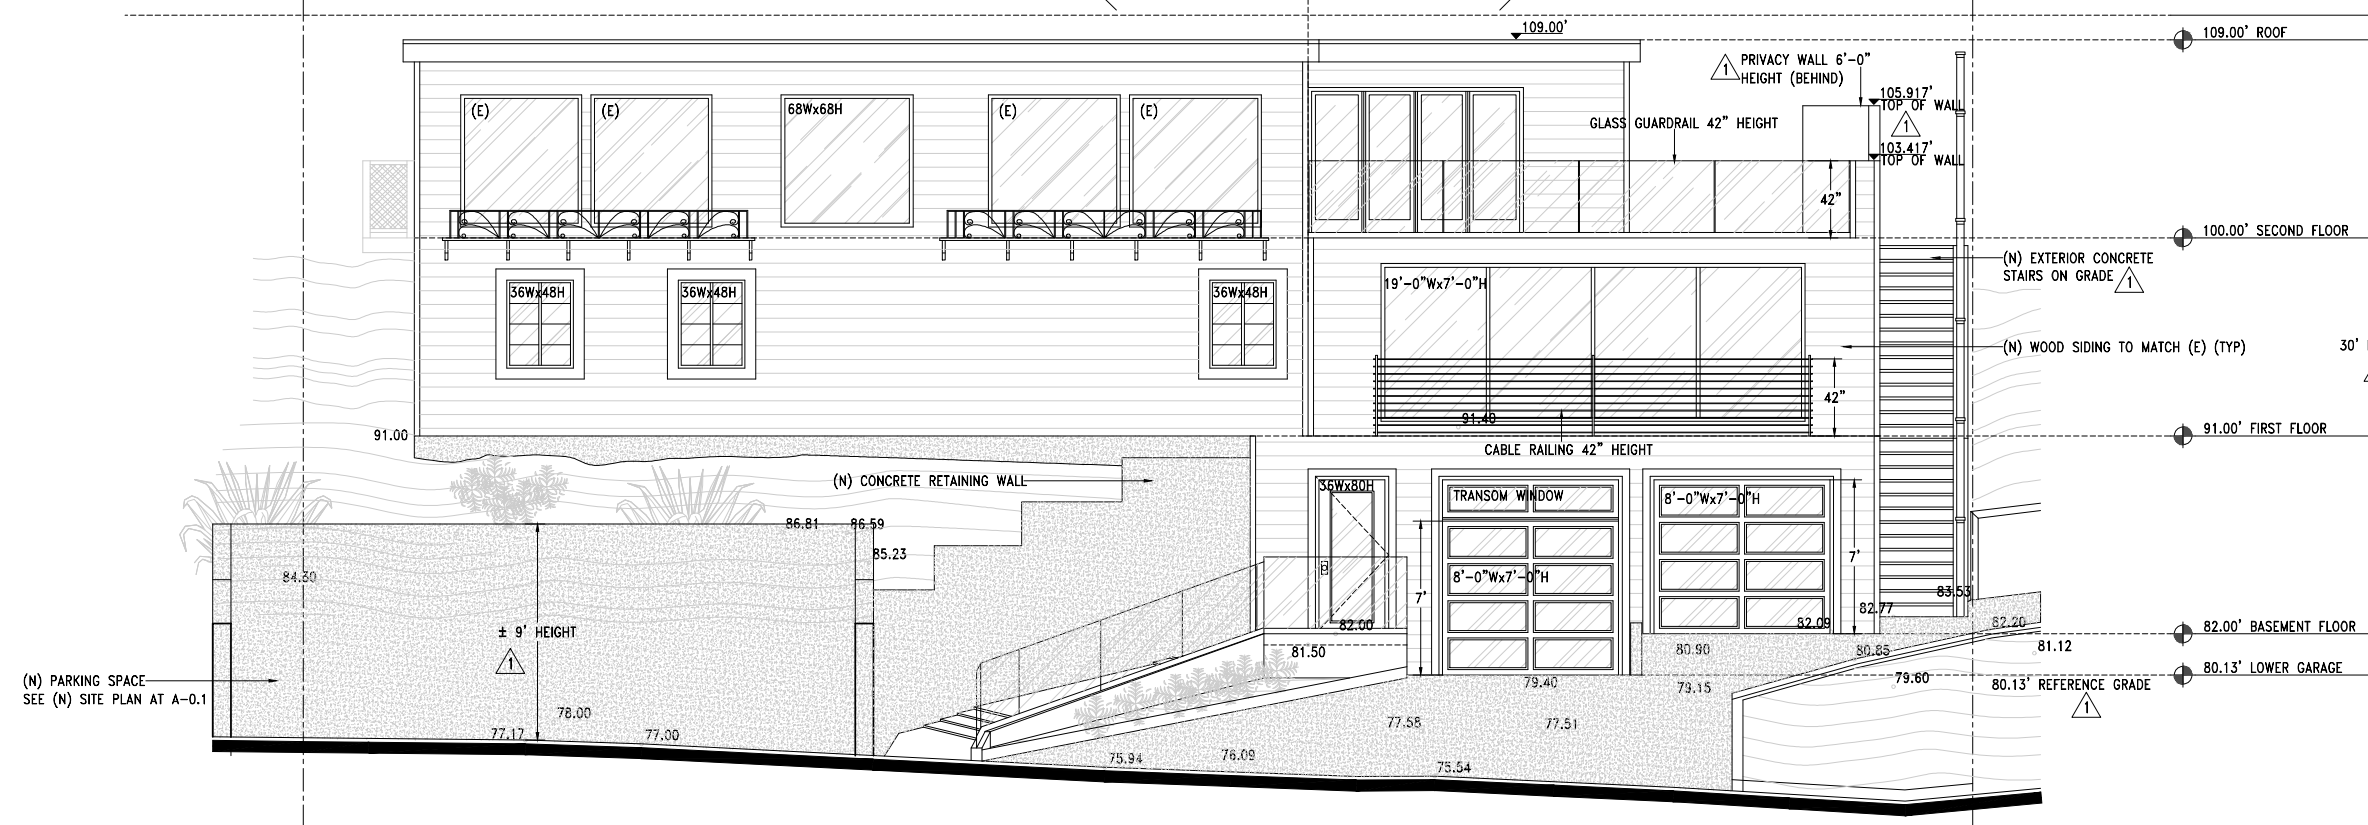 109.00'
109.00' ROOF
1
PRIVACY WALL 6'-0"
HEIGHT (BEHIND)
105.917'
TOP OF WALL
1
(E)
(E)
68Wx68H
(E)
(E)
GLASS GUARDRAIL 42" HEIGHT
103.417'
TOP OF WALL
42"
100.00' SECOND FLOOR
(N) EXTERIOR CONCRETE
STAIRS ON GRADE
1
36Wx48H
36Wx48H
36Wx48H
19'-0"Wx7'-0"H
(N) WOOD SIDING TO MATCH (E) (TYP)
30'
42"
91.40
91.00
91.00' FIRST FLOOR
CABLE RAILING 42" HEIGHT
(N) CONCRETE RETAINING WALL
36Wx80H
TRANSOM WINDOW
8'-0"Wx7'-0"H
86.81
86.59
85.23
7'
84.30
8'-0"Wx7'-0"H
7'
83.53
82.77
82.00
82.09
82.20
82.00' BASEMENT FLOOR
± 9' HEIGHT
1
81.50
80.90
80.85
81.12
80.13' LOWER GARAGE
(N) PARKING SPACE
SEE (N) SITE PLAN AT A-0.1
79.40
79.15
79.60
80.13' REFERENCE GRADE
1
78.00
77.58
77.51
77.17
77.00
75.94
76.09
75.54